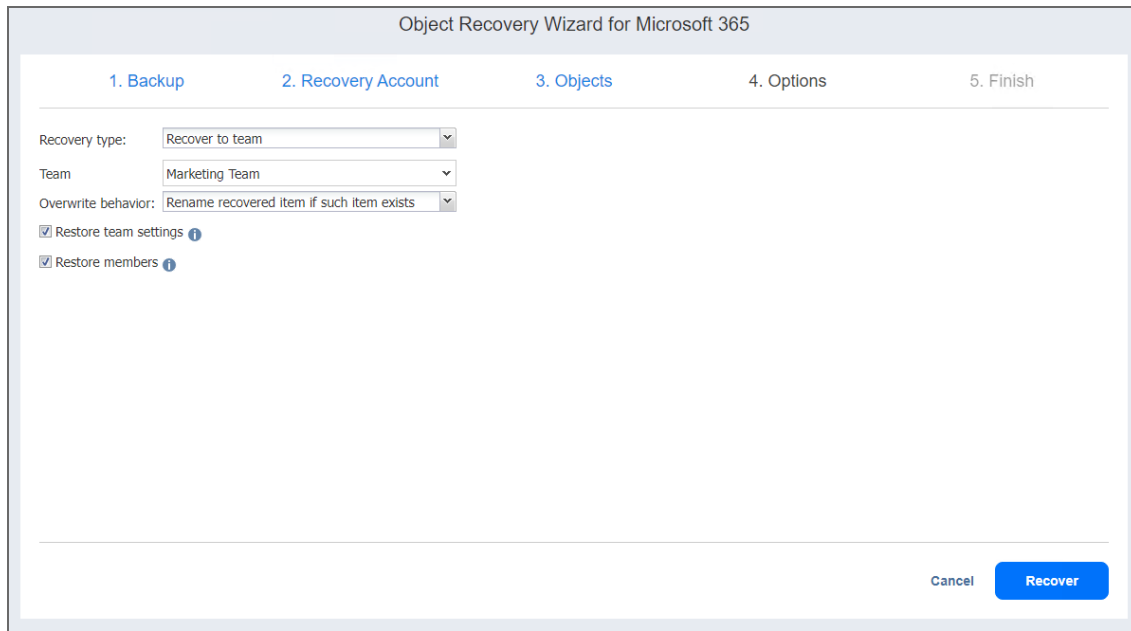 Object Recovery Wizard for Microsoft 365
1. Backup 2. Recovery Account 3. Objects 4. Options 5. Finish
Recovery type: Recover to team
Team Marketing Team
Overwrite behavior: Rename recovered item if such item exists
Restore team settings
Restore members
Cancel Recover